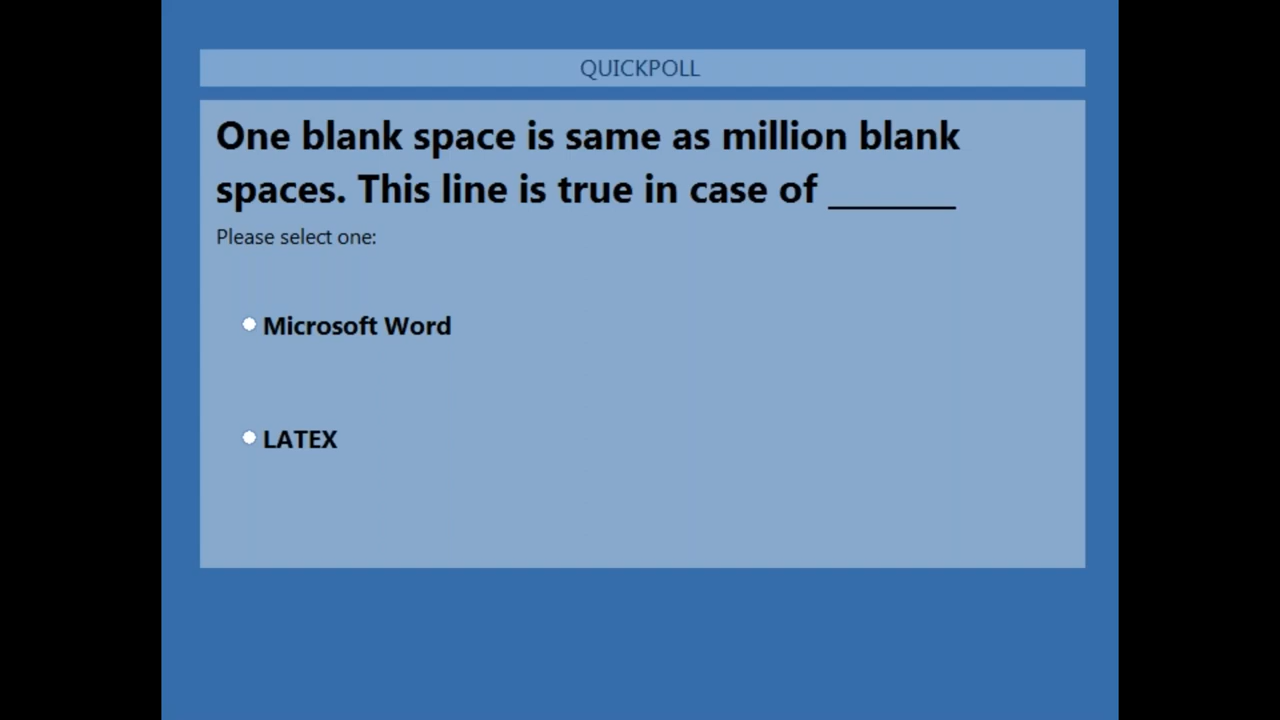 QUICKPOLL
One blank space is same as million blank
spaces. This line is true in case of ________
Please select one:
Microsoft Word
LATEX